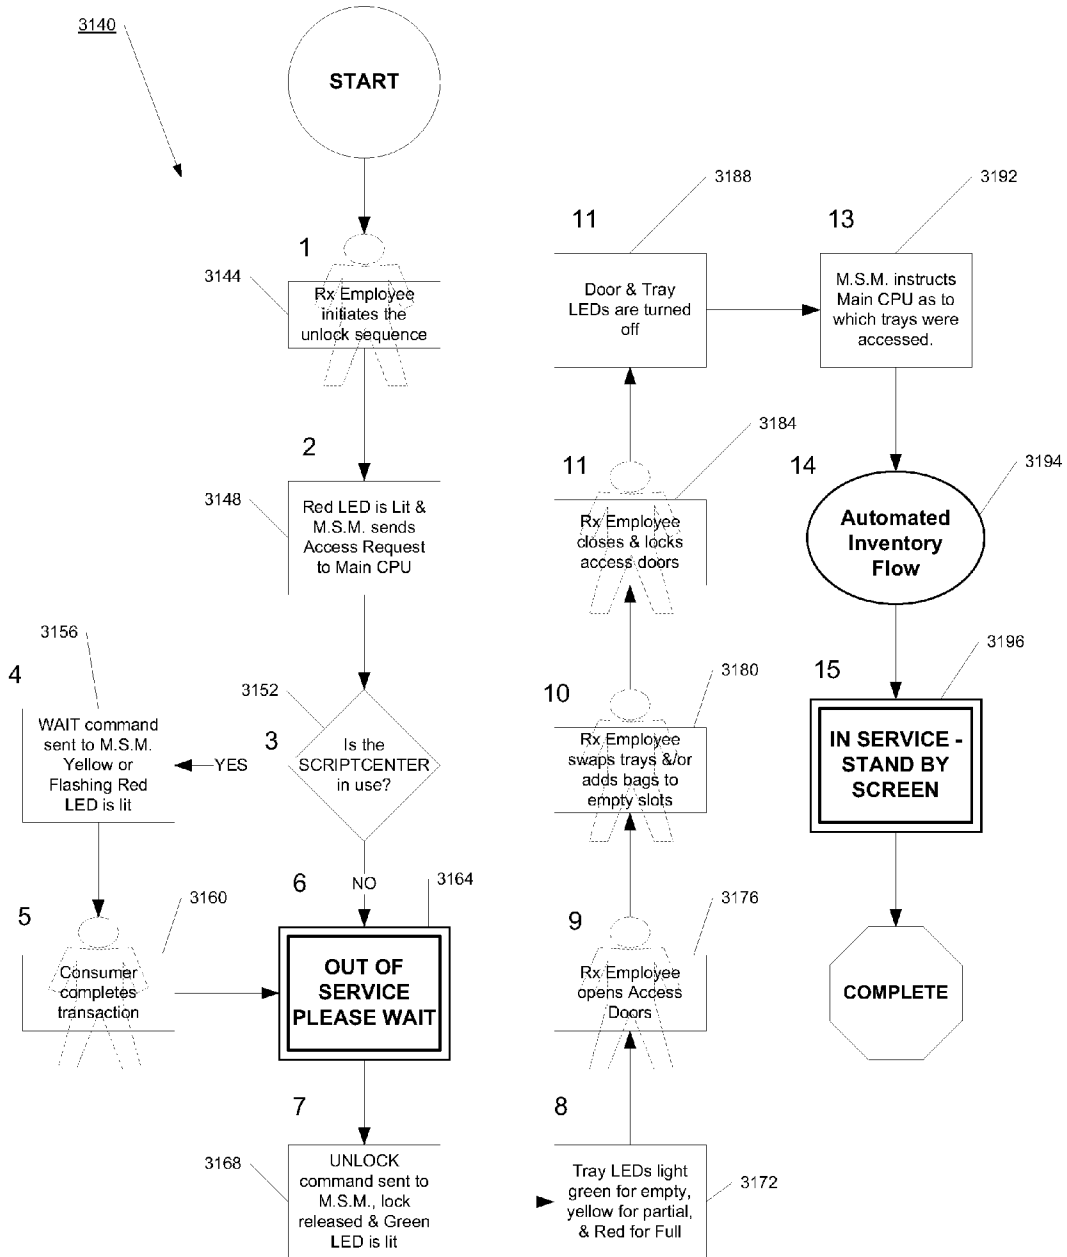 3140
START
1
3144
Rx Employee
initiates the
unlock sequence
2
3148
Red LED is Lit &
M.S.M. sends
Access Request
to Main CPU
3152
3
Is the
SCRIPTCENTER
in use?
YES
NO
3156
4
WAIT command
sent to M.S.M.
Yellow or
Flashing Red
LED is lit
3160
5
Consumer
completes
transaction
6
3164
OUT OF
SERVICE
PLEASE WAIT
7
3168
UNLOCK
command sent to
M.S.M., lock
released & Green
LED is lit
8
3172
Tray LEDs light
green for empty,
yellow for partial,
& Red for Full
9
3176
Rx Employee
opens Access
Doors
10
3180
Rx Employee
swaps trays &/or
adds bags to
empty slots
11
3184
Rx Employee
closes & locks
access doors
11
3188
Door & Tray
LEDs are turned
off
13
3192
M.S.M. instructs
Main CPU as to
which trays were
accessed.
14
3194
Automated
Inventory
Flow
15
3196
IN SERVICE -
STAND BY
SCREEN
COMPLETE